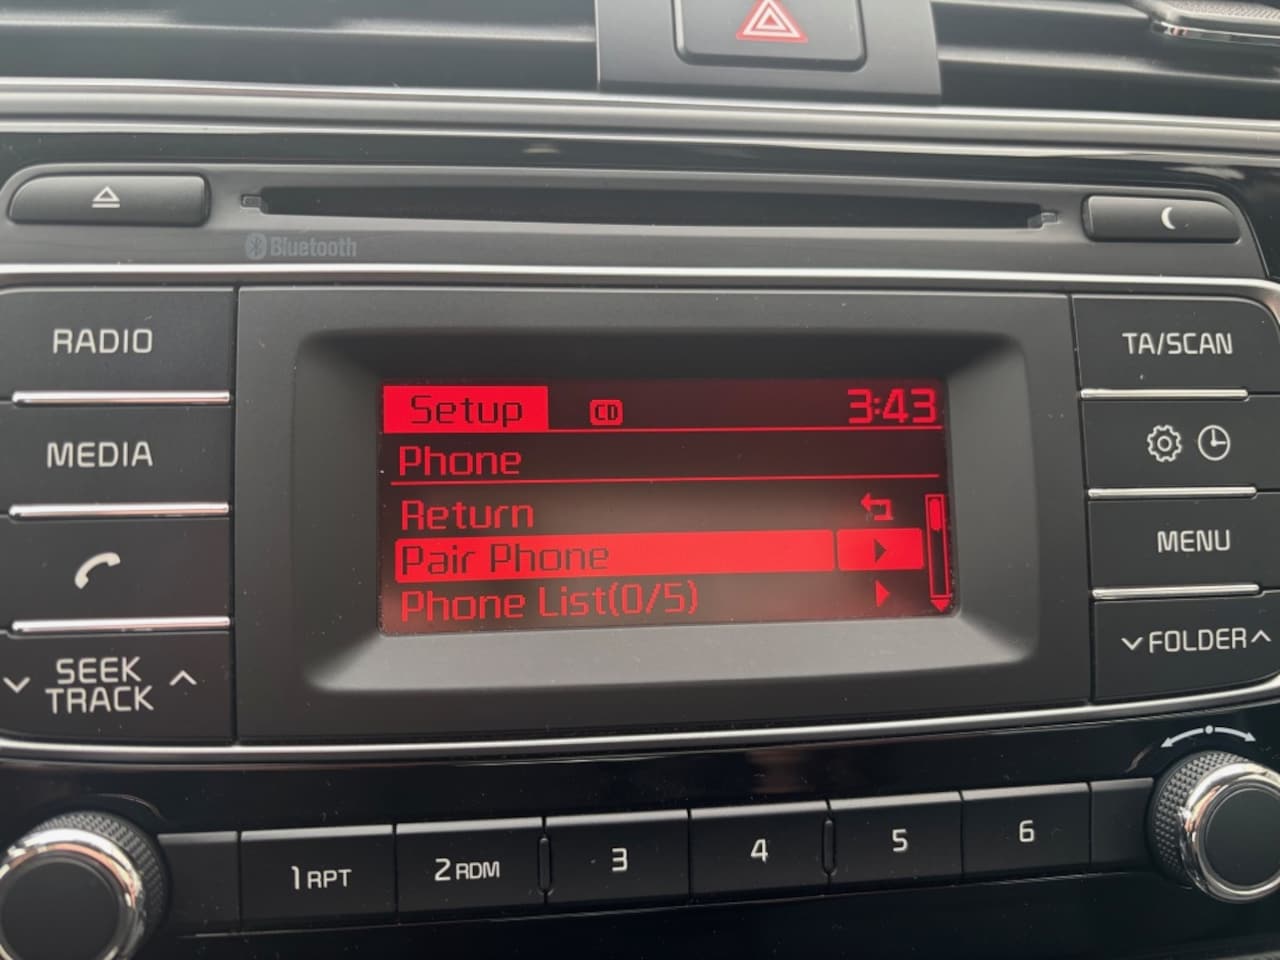 Bluetooth
RADIO
MEDIA
SEEK
TRACK
Setup CD 3:43
Phone
Return
Pair Phone
Phone List(0/5)
TA/SCAN
MENU
FOLDER
1 RPT
2 RDM
3
4
5
6